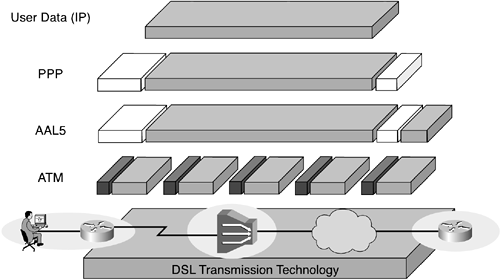 User Data (IP)
PPP
AAL5
ATM
DSL Transmission Technology